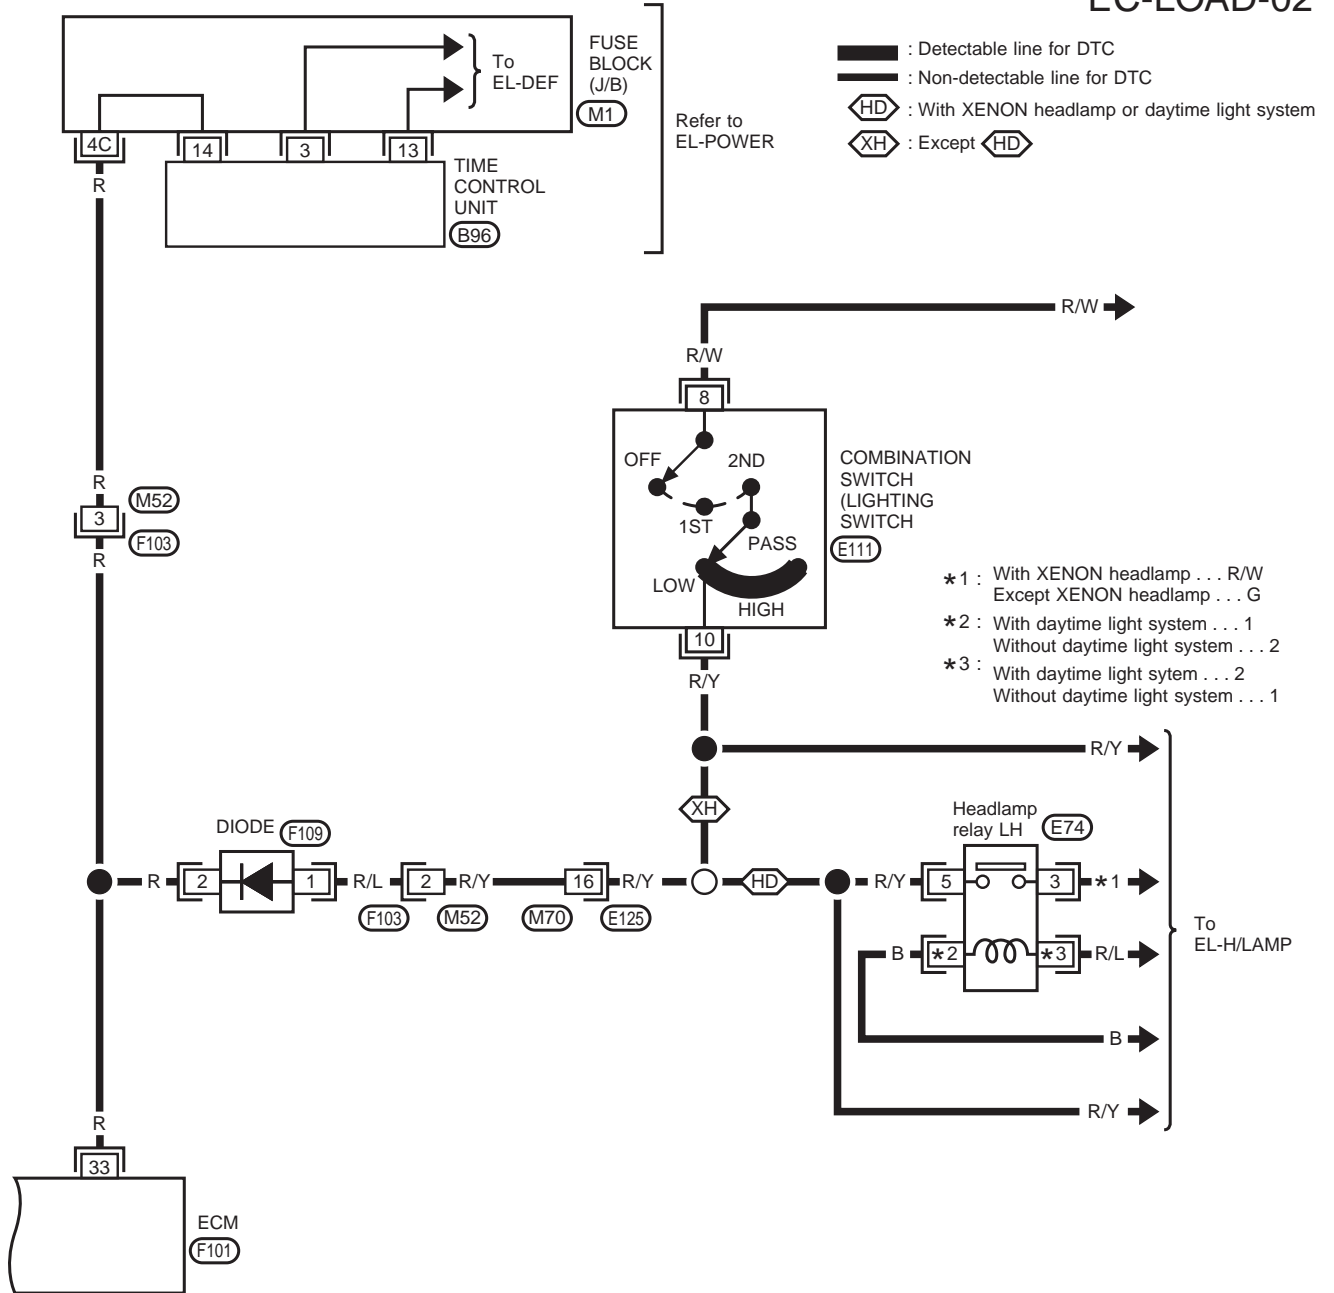 EC-LOAD-02
: Detectable line for DTC
: Non-detectable line for DTC
HD : With XENON headlamp or daytime light system
XH : Except HD
To
EL-DEF
FUSE
BLOCK
(J/B)
M1
Refer to
EL-POWER
4C
14
3
13
R
TIME
CONTROL
UNIT
B96
R/W
R/W
8
OFF
2ND
1ST
PASS
LOW
HIGH
COMBINATION
SWITCH
(LIGHTING
SWITCH
E111
R
3
M52
F103
R
10
R/Y
*1 : With XENON headlamp . . . R/W
Except XENON headlamp . . . G
*2 : With daytime light system . . . 1
Without daytime light system . . . 2
*3 : With daytime light sytem . . . 2
Without daytime light system . . . 1
R/Y
XH
DIODE F109
Headlamp
relay LH E74
R 2 1 R/L 2 R/Y 16 R/Y HD R/Y 5 3 *1
F103 M52 M70 E125
B *2 *3 R/L
To
EL-H/LAMP
B
R/Y
R
33
ECM
F101